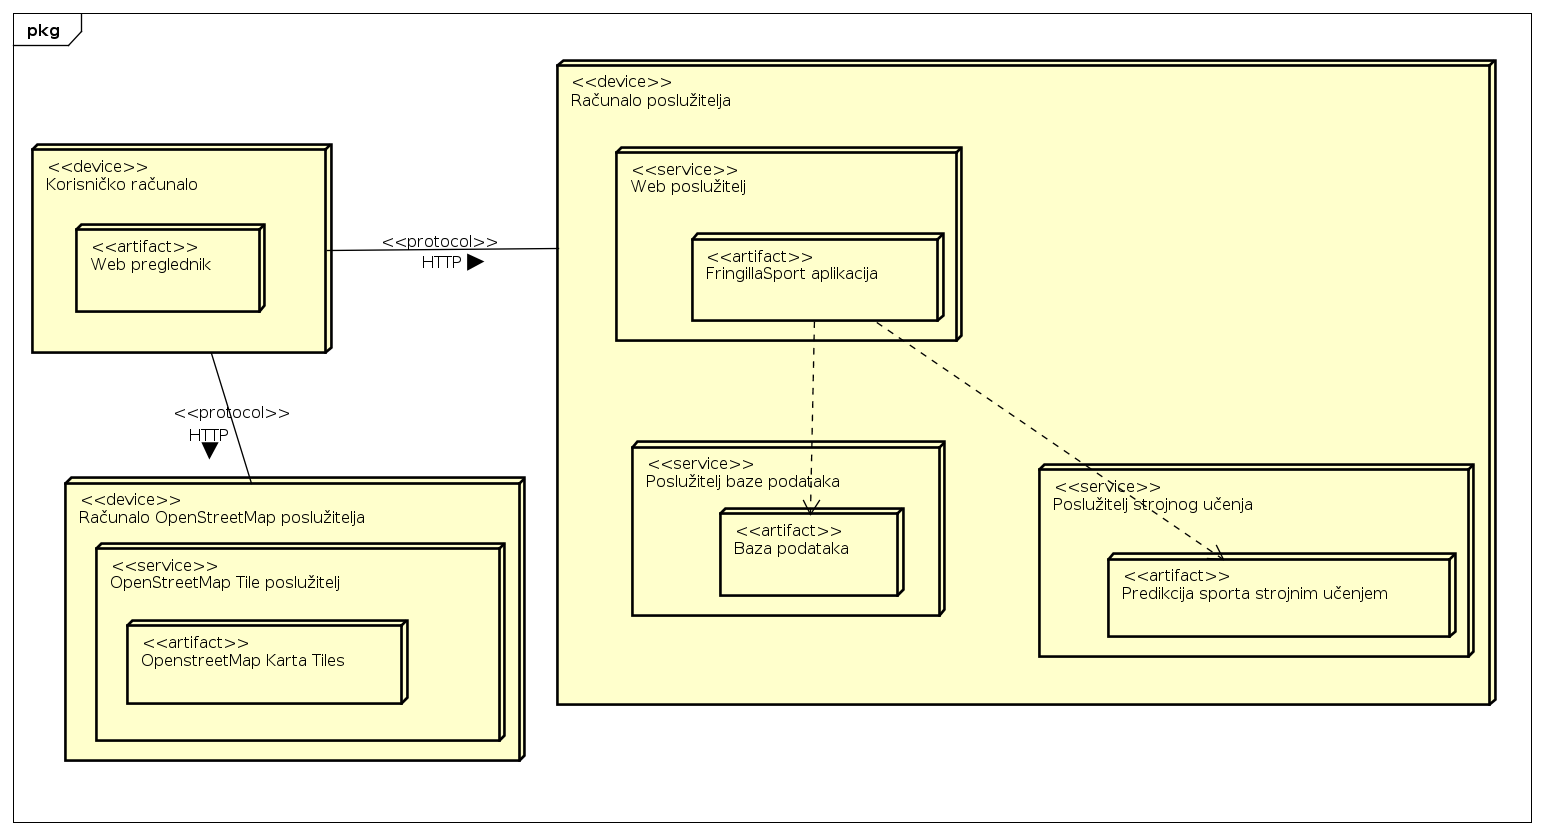 pkg
<<device>>
Korisničko računalo
<<artifact>>
Web preglednik
<<protocol>>
HTTP
<<protocol>>
HTTP
<<device>>
Računalo OpenStreetMap poslužitelja
<<service>>
OpenStreetMap Tile poslužitelj
<<artifact>>
OpenstreetMap Karta Tiles
<<device>>
Računalo poslužitelja
<<service>>
Web poslužitelj
<<artifact>>
FringillaSport aplikacija
<<service>>
Poslužitelj baze podataka
<<artifact>>
Baza podataka
<<service>>
Poslužitelj strojnog učenja
<<artifact>>
Predikcija sporta strojnim učenjem